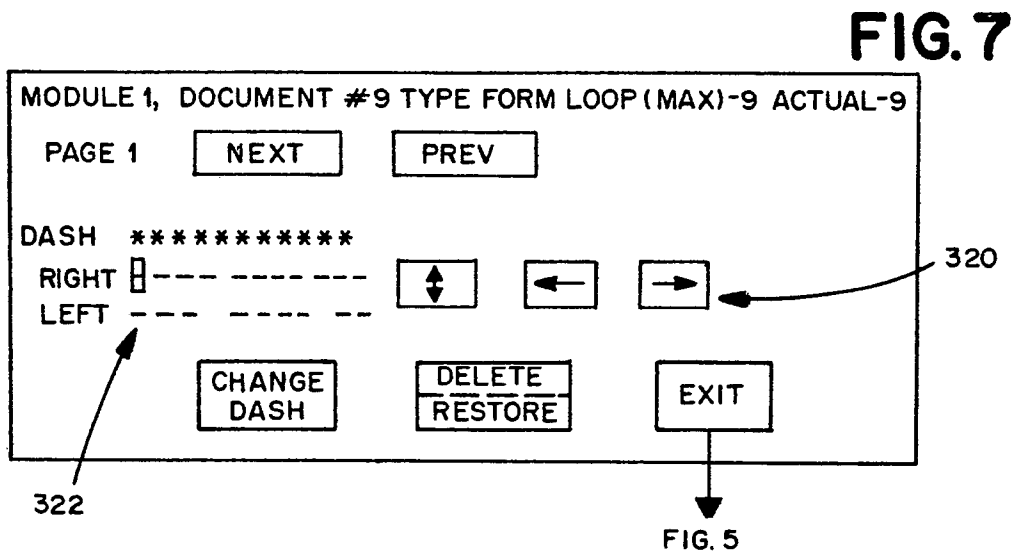 FIG. 7
MODULE 1, DOCUMENT #9 TYPE FORM LOOP (MAX)-9 ACTUAL-9
PAGE 1 NEXT PREV
DASH ***********
RIGHT ---- ---- ---
320
LEFT ---- ---- --
CHANGE DELETE EXIT
DASH RESTORE
322
FIG. 5